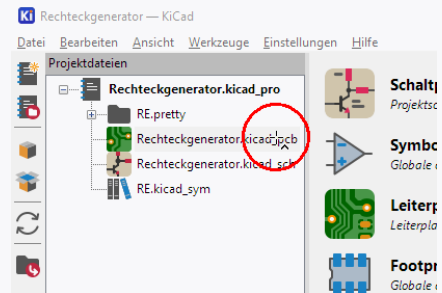 Rechteckgenerator — KiCad
Datei Bearbeiten Ansicht Werkzeuge Einstellungen Hilfe
Projektdateien
Rechteckgenerator.kicad_pro
RE.pretty
Rechteckgenerator.kicad_pcb
Rechteckgenerator.kicad_sch
RE.kicad_sym
Schaltp
Projektsc
Symbo
Globale
Leiterp
Leiterpla
Footpr
Globale